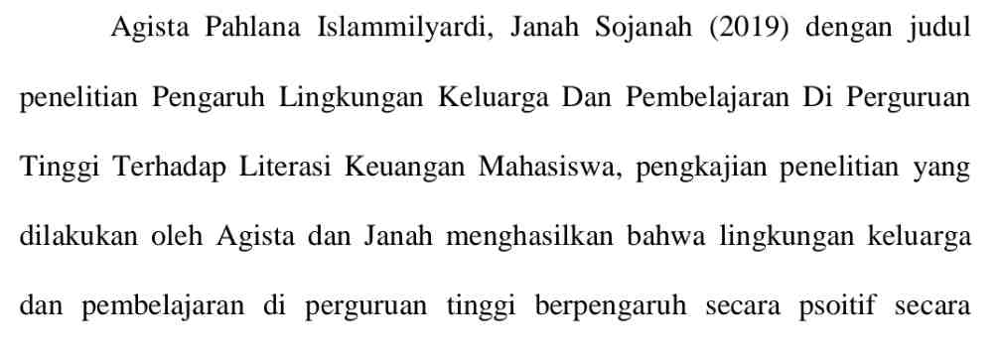 Agista Pahlana Islammilyardi, Janah Sojanah (2019) dengan judul
penelitian Pengaruh Lingkungan Keluarga Dan Pembelajaran Di Perguruan
Tinggi Terhadap Literasi Keuangan Mahasiswa, pengkajian penelitian yang
dilakukan oleh Agista dan Janah menghasilkan bahwa lingkungan keluarga
dan pembelajaran di perguruan tinggi berpengaruh secara psoitif secara